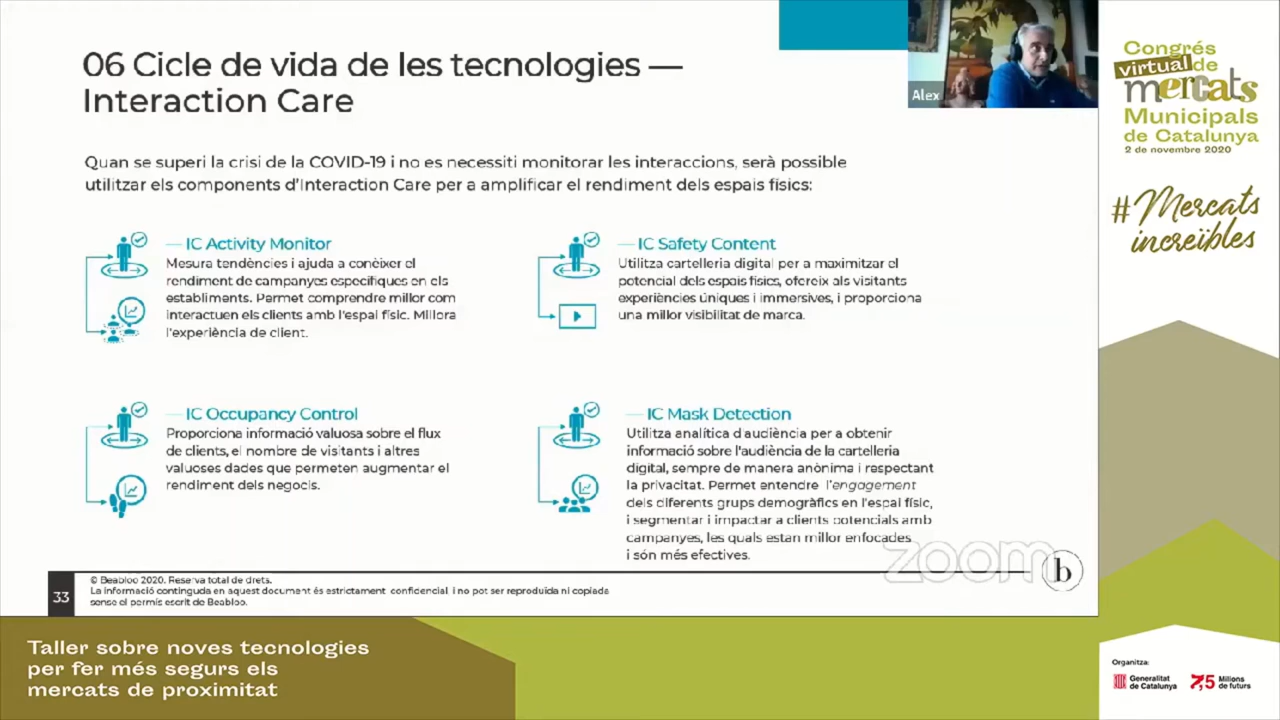 06 Cicle de vida de les tecnologies —
Interaction Care
Quan se superi la crisi de la COVID-19 i no es necessiti monitorar les interaccions, serà possible
utilitzar els components d'Interaction Care per a amplificar el rendiment dels espais físics:
— IC Activity Monitor
Mesura tendències i ajuda a conèixer el
rendiment de campanyes específiques en els
establiments. Permet comprendre millor com
interactuen els clients amb l'espai físic. Millora
l'experiència de client.
— IC Safety Content
Utilitza cartelleria digital per a maximitzar el
potencial dels espais físics, ofereix als visitants
experiències úniques i immersives, i proporciona
una millor visibilitat de marca.
— IC Occupancy Control
Proporciona informació valuosa sobre el flux
de clients, el nombre de visitants i altres
valuoses dades que permeten augmentar el
rendiment dels negocis.
— IC Mask Detection
Utilitza analítica d'audiència per a obtenir
informació sobre l'audiència de la cartelleria
digital, sempre de manera anònima i respectant
la privacitat. Permet entendre l'engagement
dels diferents grups demogràfics en l'espai físic,
i segmentar i impactar a clients potencials amb
campanyes, les quals estan millor enfocades
i són més efectives.
zoom
b
33
© Beabloo 2020. Reserva total de drets.
La informació continguda en aquest document és estrictament confidencial i no pot ser reproduïda ni copiada
sense el permís escrit de Beabloo.
Alex
Congrés
virtual de
mercats
Municipals
de Catalunya
2 de novembre 2020
#Mercats
increïbles
Taller sobre noves tecnologies
per fer més segurs els
mercats de proximitat
Organitza:
Generalitat
de Catalunya
7,5 Milions
de futurs